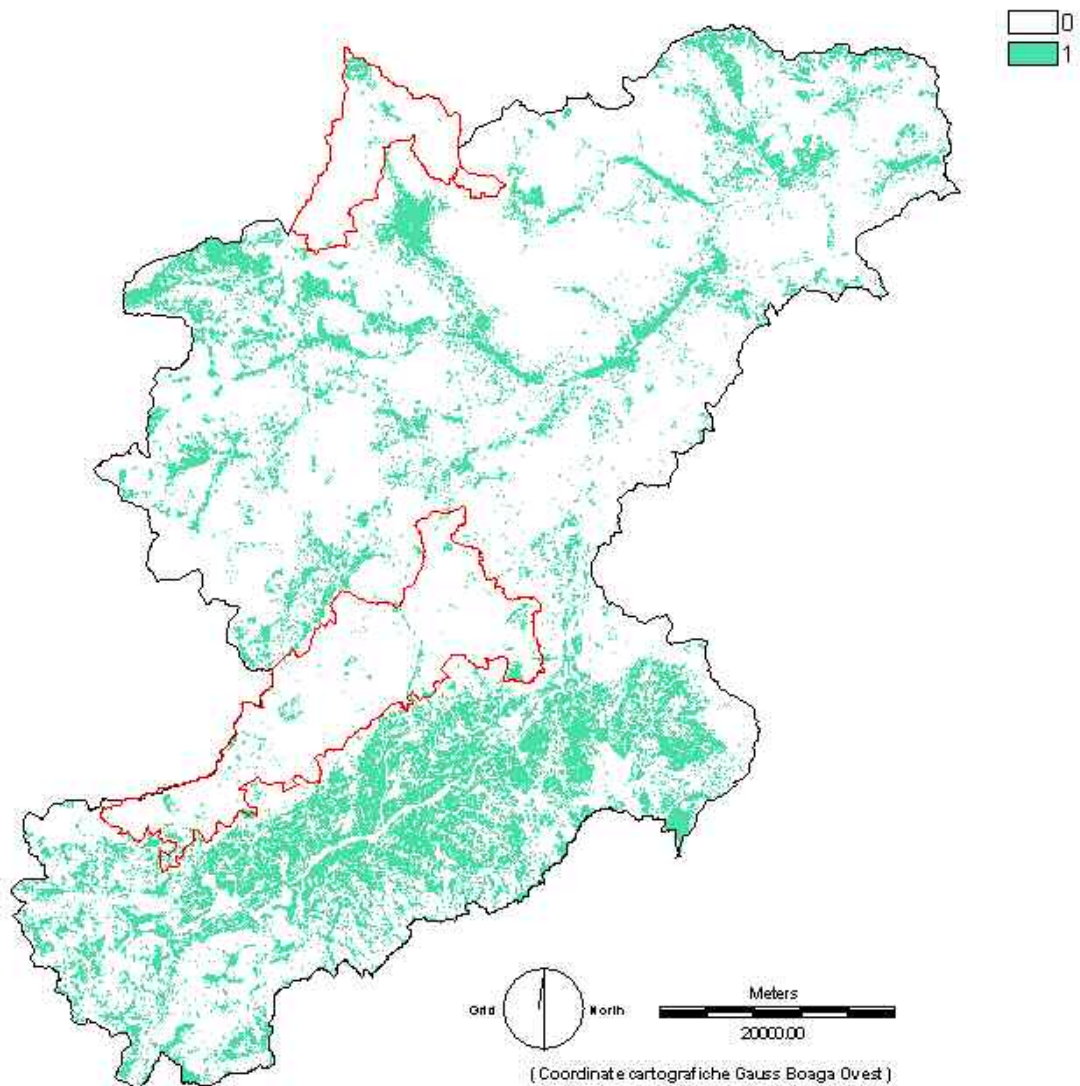 0
1
Meters
Grid North
20000.00
( Coordinate cartografiche Gauss Boaga Ovest )